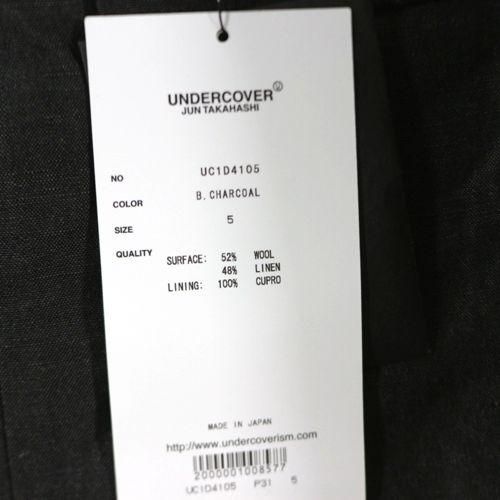 UNDERCOVER
JUN TAKAHASHI
NO UC1D4105
COLOR B. CHARCOAL
SIZE 5
QUALITY SURFACE: 52% WOOL
48% LINEN
LINING: 100% CUPRO
MADE IN JAPAN
http://www.undercoverism.com
2000001008577
UC1D4105 P31 5